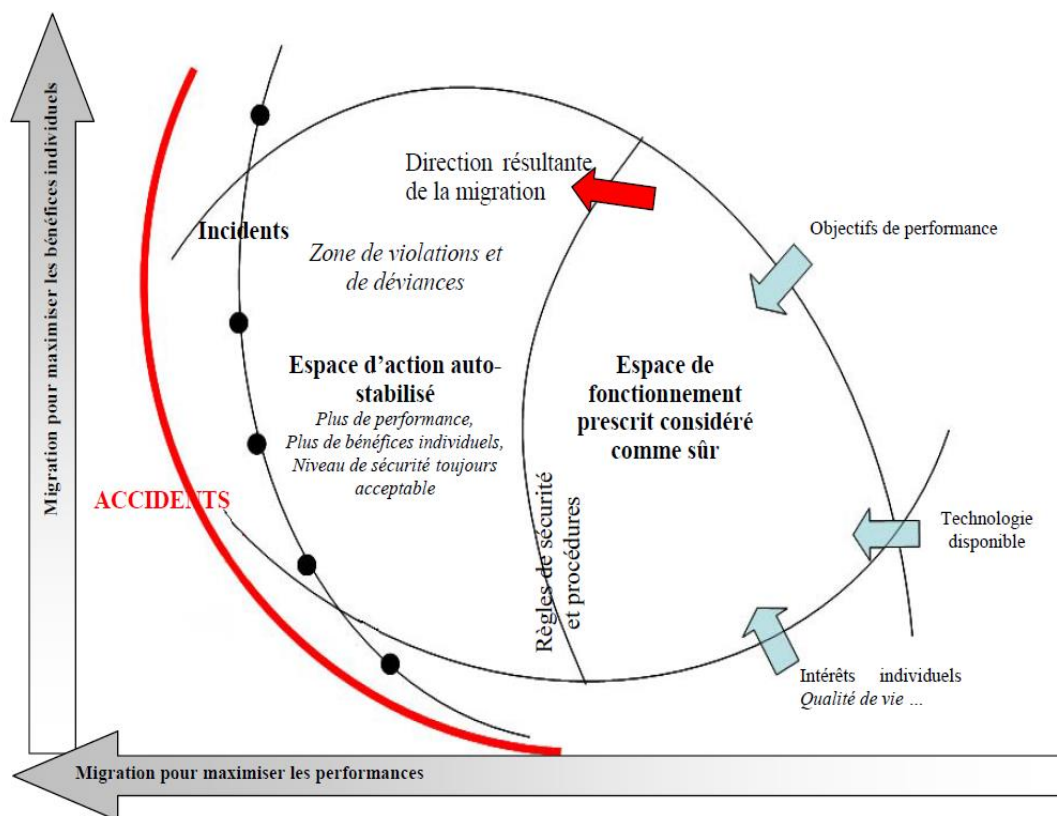 Migration pour maximiser les bénéfices individuels
Direction résultante
de la migration
Objectifs de performance
Incidents
Zone de violations et
de déviances
Espace d'action auto-
stabilisé
Plus de performance,
Plus de bénéfices individuels,
Niveau de sécurité toujours
acceptable
Espace de
fonctionnement
prescrit considéré
comme sûr
ACCIDENTS
Règles de sécurité
et procédures
Technologie
disponible
Intérêts individuels
Qualité de vie ...
Migration pour maximiser les performances